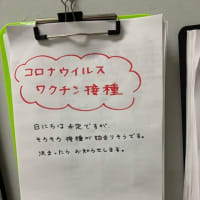 コロナウイルス
ワクチン接種
日にちは未定ですが、
そろそろ接種が始まりそうです。
決まったらお知らせします。